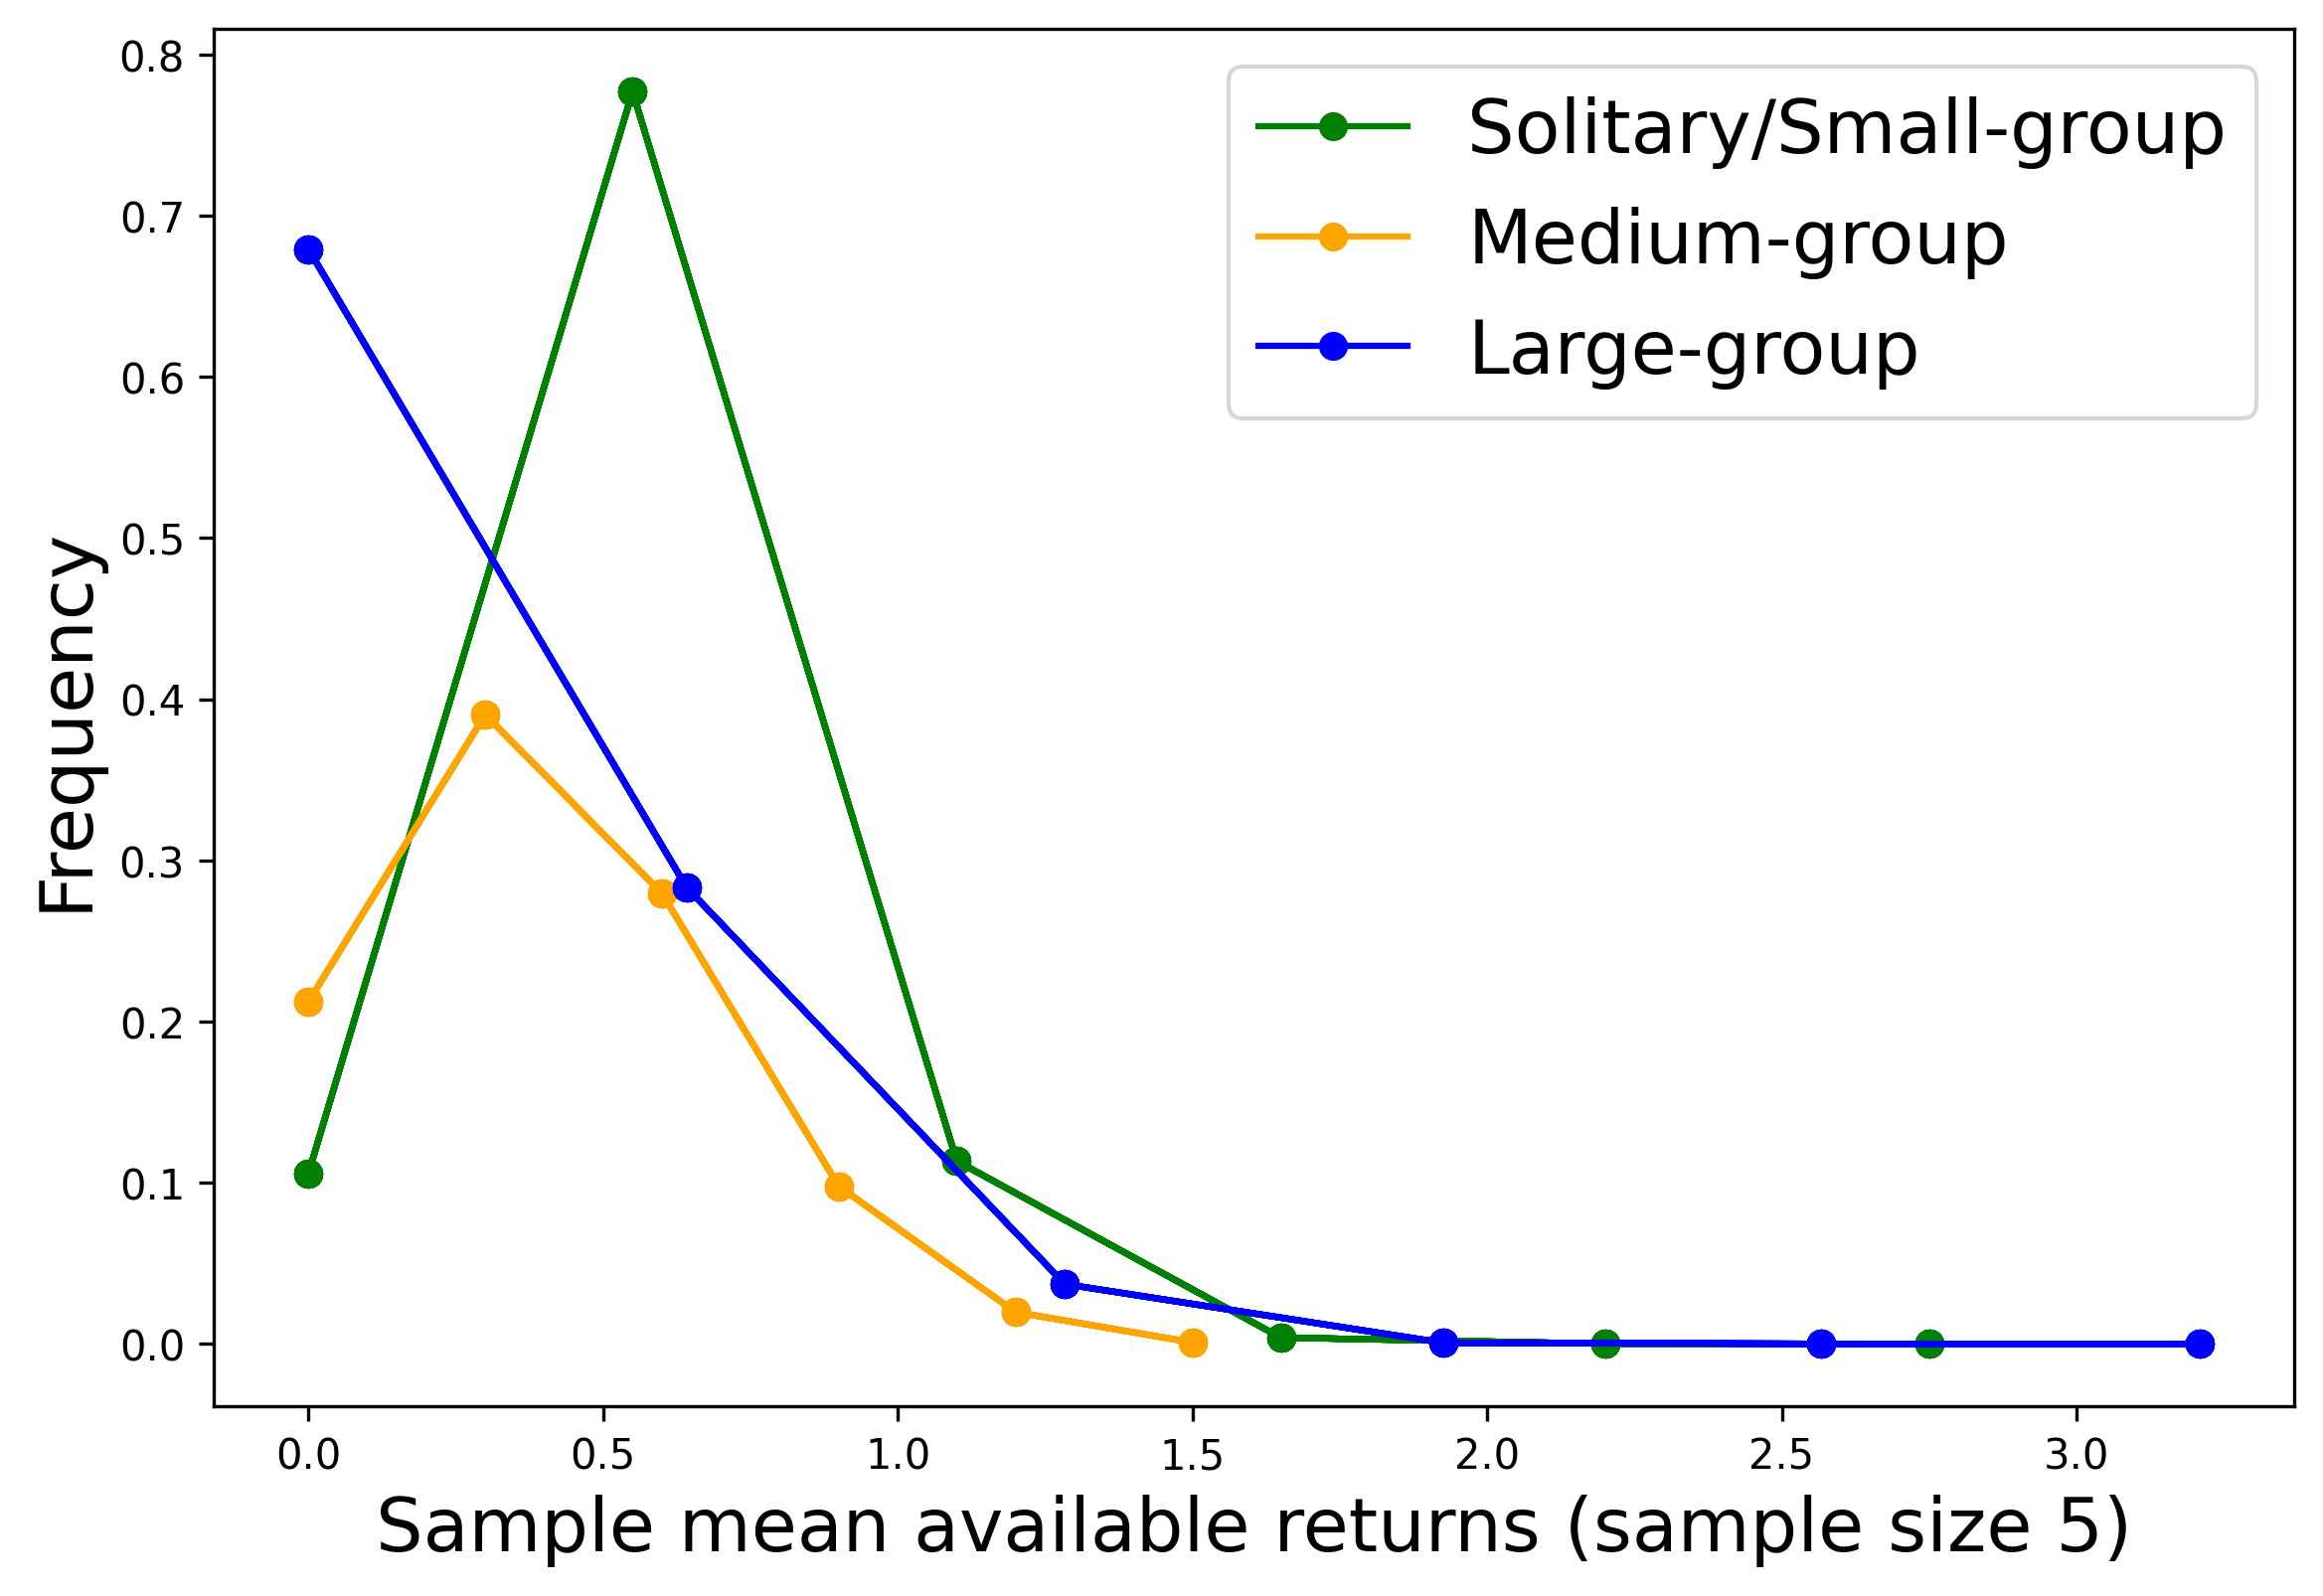 0.8
0.7
0.6
0.5
0.4
0.3
0.2
0.1
0.0
Frequency
Solitary/Small-group
Medium-group
Large-group
0.0 0.5 1.0 1.5 2.0 2.5 3.0
Sample mean available returns (sample size 5)